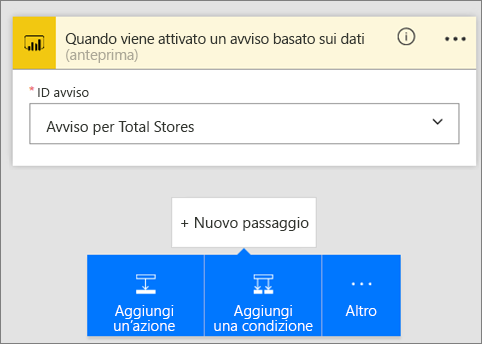 Quando viene attivato un avviso basato sui dati
(anteprima)
* ID avviso
Avviso per Total Stores
+ Nuovo passaggio
Aggiungi
un'azione
Aggiungi
una condizione
Altro